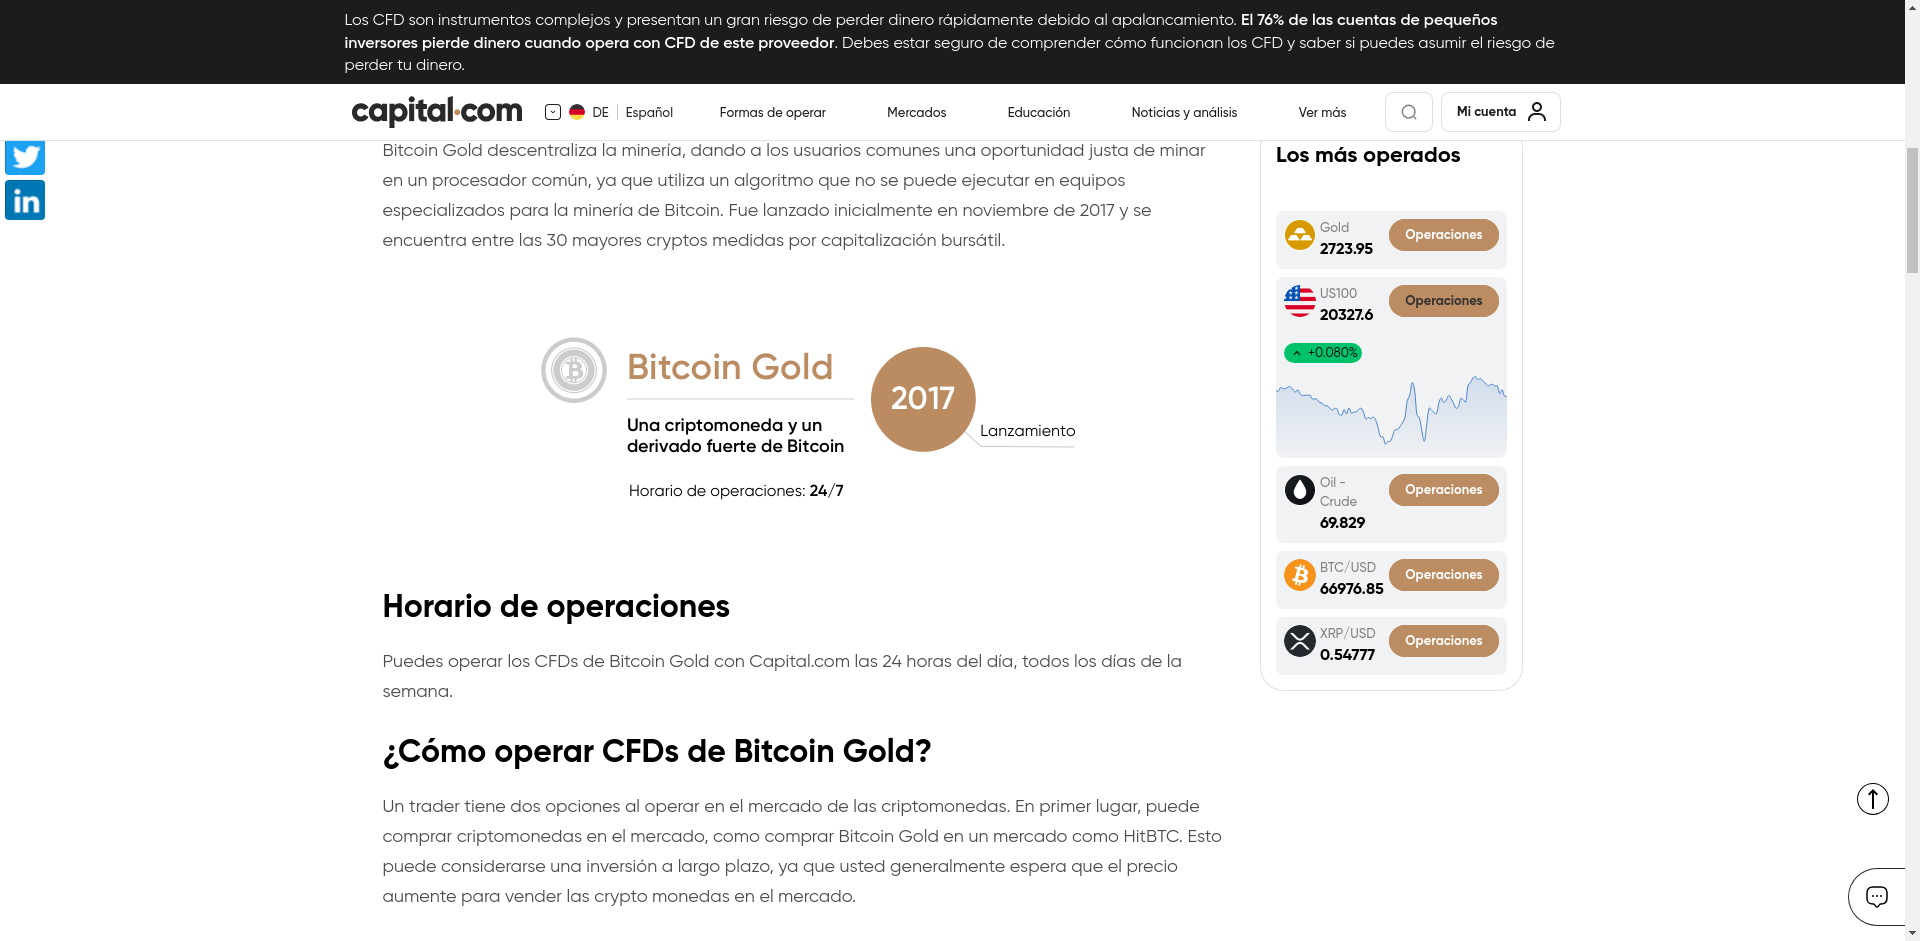 Los CFD son instrumentos complejos y presentan un gran riesgo de perder dinero rápidamente debido al apalancamiento. El 76% de las cuentas de pequeños
inversores pierde dinero cuando opera con CFD de este proveedor. Debes estar seguro de comprender cómo funcionan los CFD y saber si puedes asumir el riesgo de
perder tu dinero.
capital.com DE Español Formas de operar Mercados Educación Noticias y análisis Ver más Mi cuenta
in
Bitcoin Gold descentraliza la minería, dando a los usuarios comunes una oportunidad justa de minar
en un procesador común, ya que utiliza un algoritmo que no se puede ejecutar en equipos
especializados para la minería de Bitcoin. Fue lanzado inicialmente en noviembre de 2017 y se
encuentra entre las 30 mayores cryptos medidas por capitalización bursátil.
Bitcoin Gold
Una criptomoneda y un
derivado fuerte de Bitcoin
Horario de operaciones: 24/7
2017
Lanzamiento
Horario de operaciones
Puedes operar los CFDs de Bitcoin Gold con Capital.com las 24 horas del día, todos los días de la
semana.
¿Cómo operar CFDs de Bitcoin Gold?
Un trader tiene dos opciones al operar en el mercado de las criptomonedas. En primer lugar, puede
comprar criptomonedas en el mercado, como comprar Bitcoin Gold en un mercado como HitBTC. Esto
puede considerarse una inversión a largo plazo, ya que usted generalmente espera que el precio
aumente para vender las crypto monedas en el mercado.
Los más operados
Gold
2723.95
Operaciones
US100
20327.6
Operaciones
+0.080%
Oil -
Crude
69.829
Operaciones
BTC/USD
66976.85
Operaciones
XRP/USD
0.54777
Operaciones